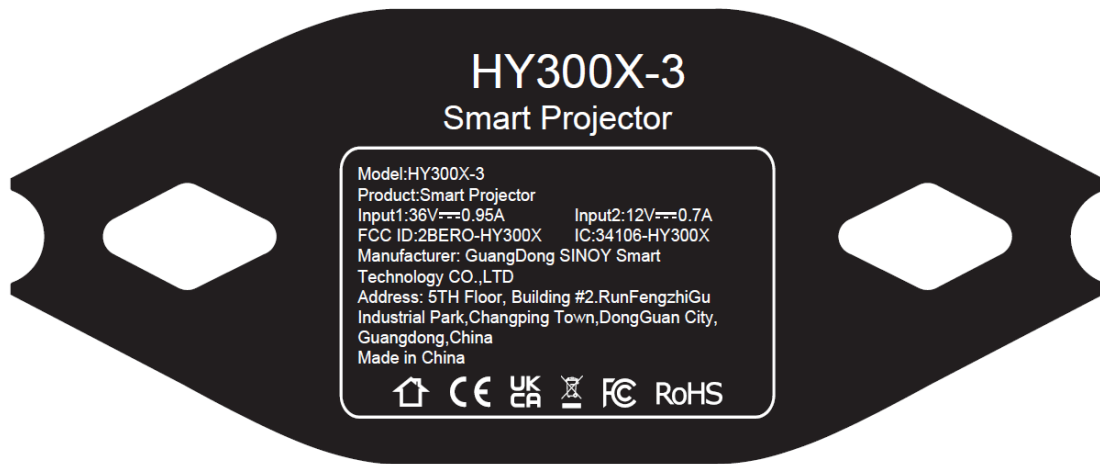 HY300X-3
Smart Projector
Model:HY300X-3
Product:Smart Projector
Input1:36V⎓0.95A Input2:12V⎓0.7A
FCC ID:2BERO-HY300X IC:34106-HY300X
Manufacturer: GuangDong SINOY Smart
Technology CO.,LTD
Address: 5TH Floor, Building #2.RunFengzhiGu
Industrial Park,Changping Town,DongGuan City,
Guangdong,China
Made in China
CE UK CA FC RoHS